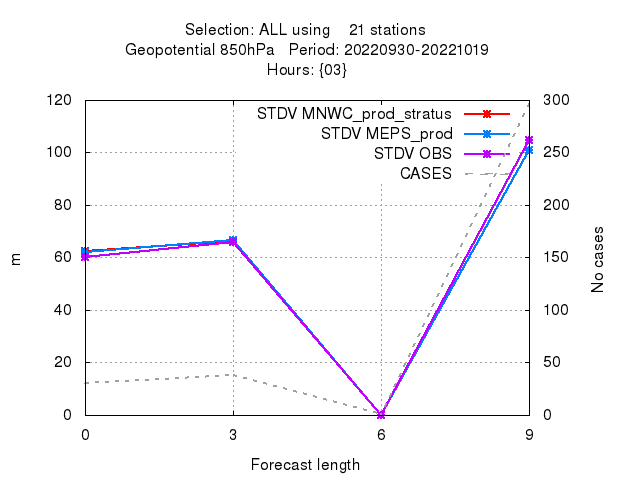 Selection: ALL using    21 stations
Geopotential 850hPa   Period: 20220930-20221019
Hours: {03}
120 300
STDV MNWC_prod_stratus
STDV MEPS_prod
100 250
STDV OBS
CASES
80 200
60 150
m
No cases
40 100
20 50
0 0
0 3 6 9
Forecast length